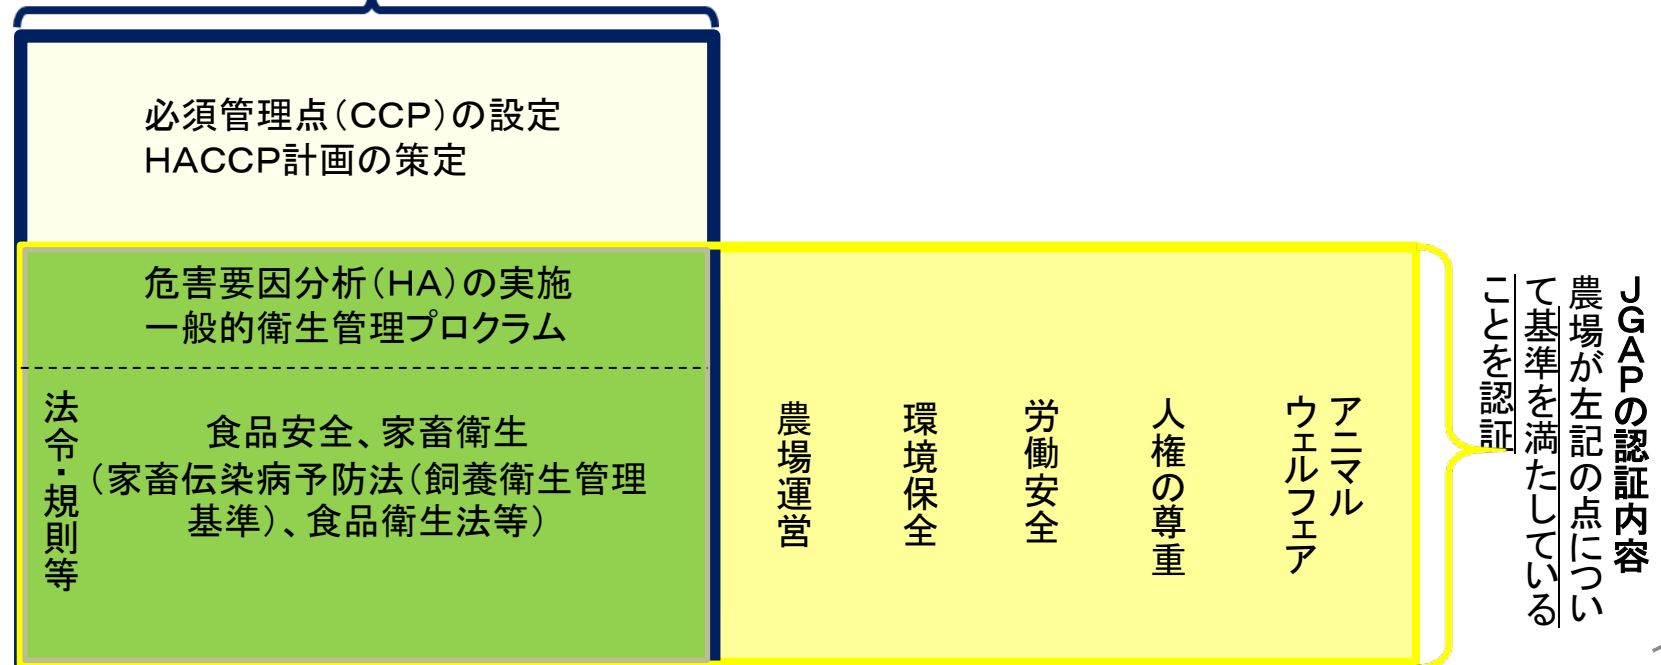 必須管理点（CCP）の設定
HACCP計画の策定
危害要因分析（HA）の実施
一般的衛生管理プロクラム
法令・規則等
食品安全、家畜衛生
（家畜伝染病予防法（飼養衛生管理
基準）、食品衛生法等）
農場運営
環境保全
労働安全
人権の尊重
アニマル
ウェルフェア
ＪＧＡＰの認証内容
農場が左記の点につい
て基準を満たしている
ことを認証